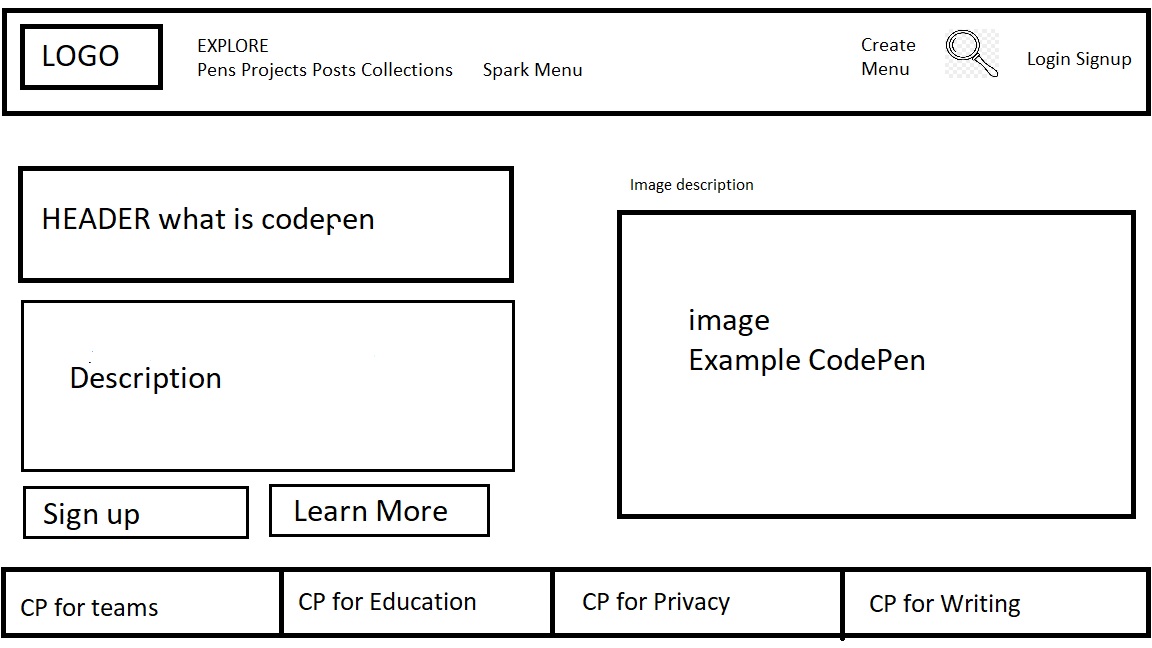 LOGO
EXPLORE
Pens Projects Posts Collections
Spark Menu
Create
Menu
Login Signup
HEADER what is codepen
Description
Sign up
Learn More
Image description
image
Example CodePen
CP for teams
CP for Education
CP for Privacy
CP for Writing